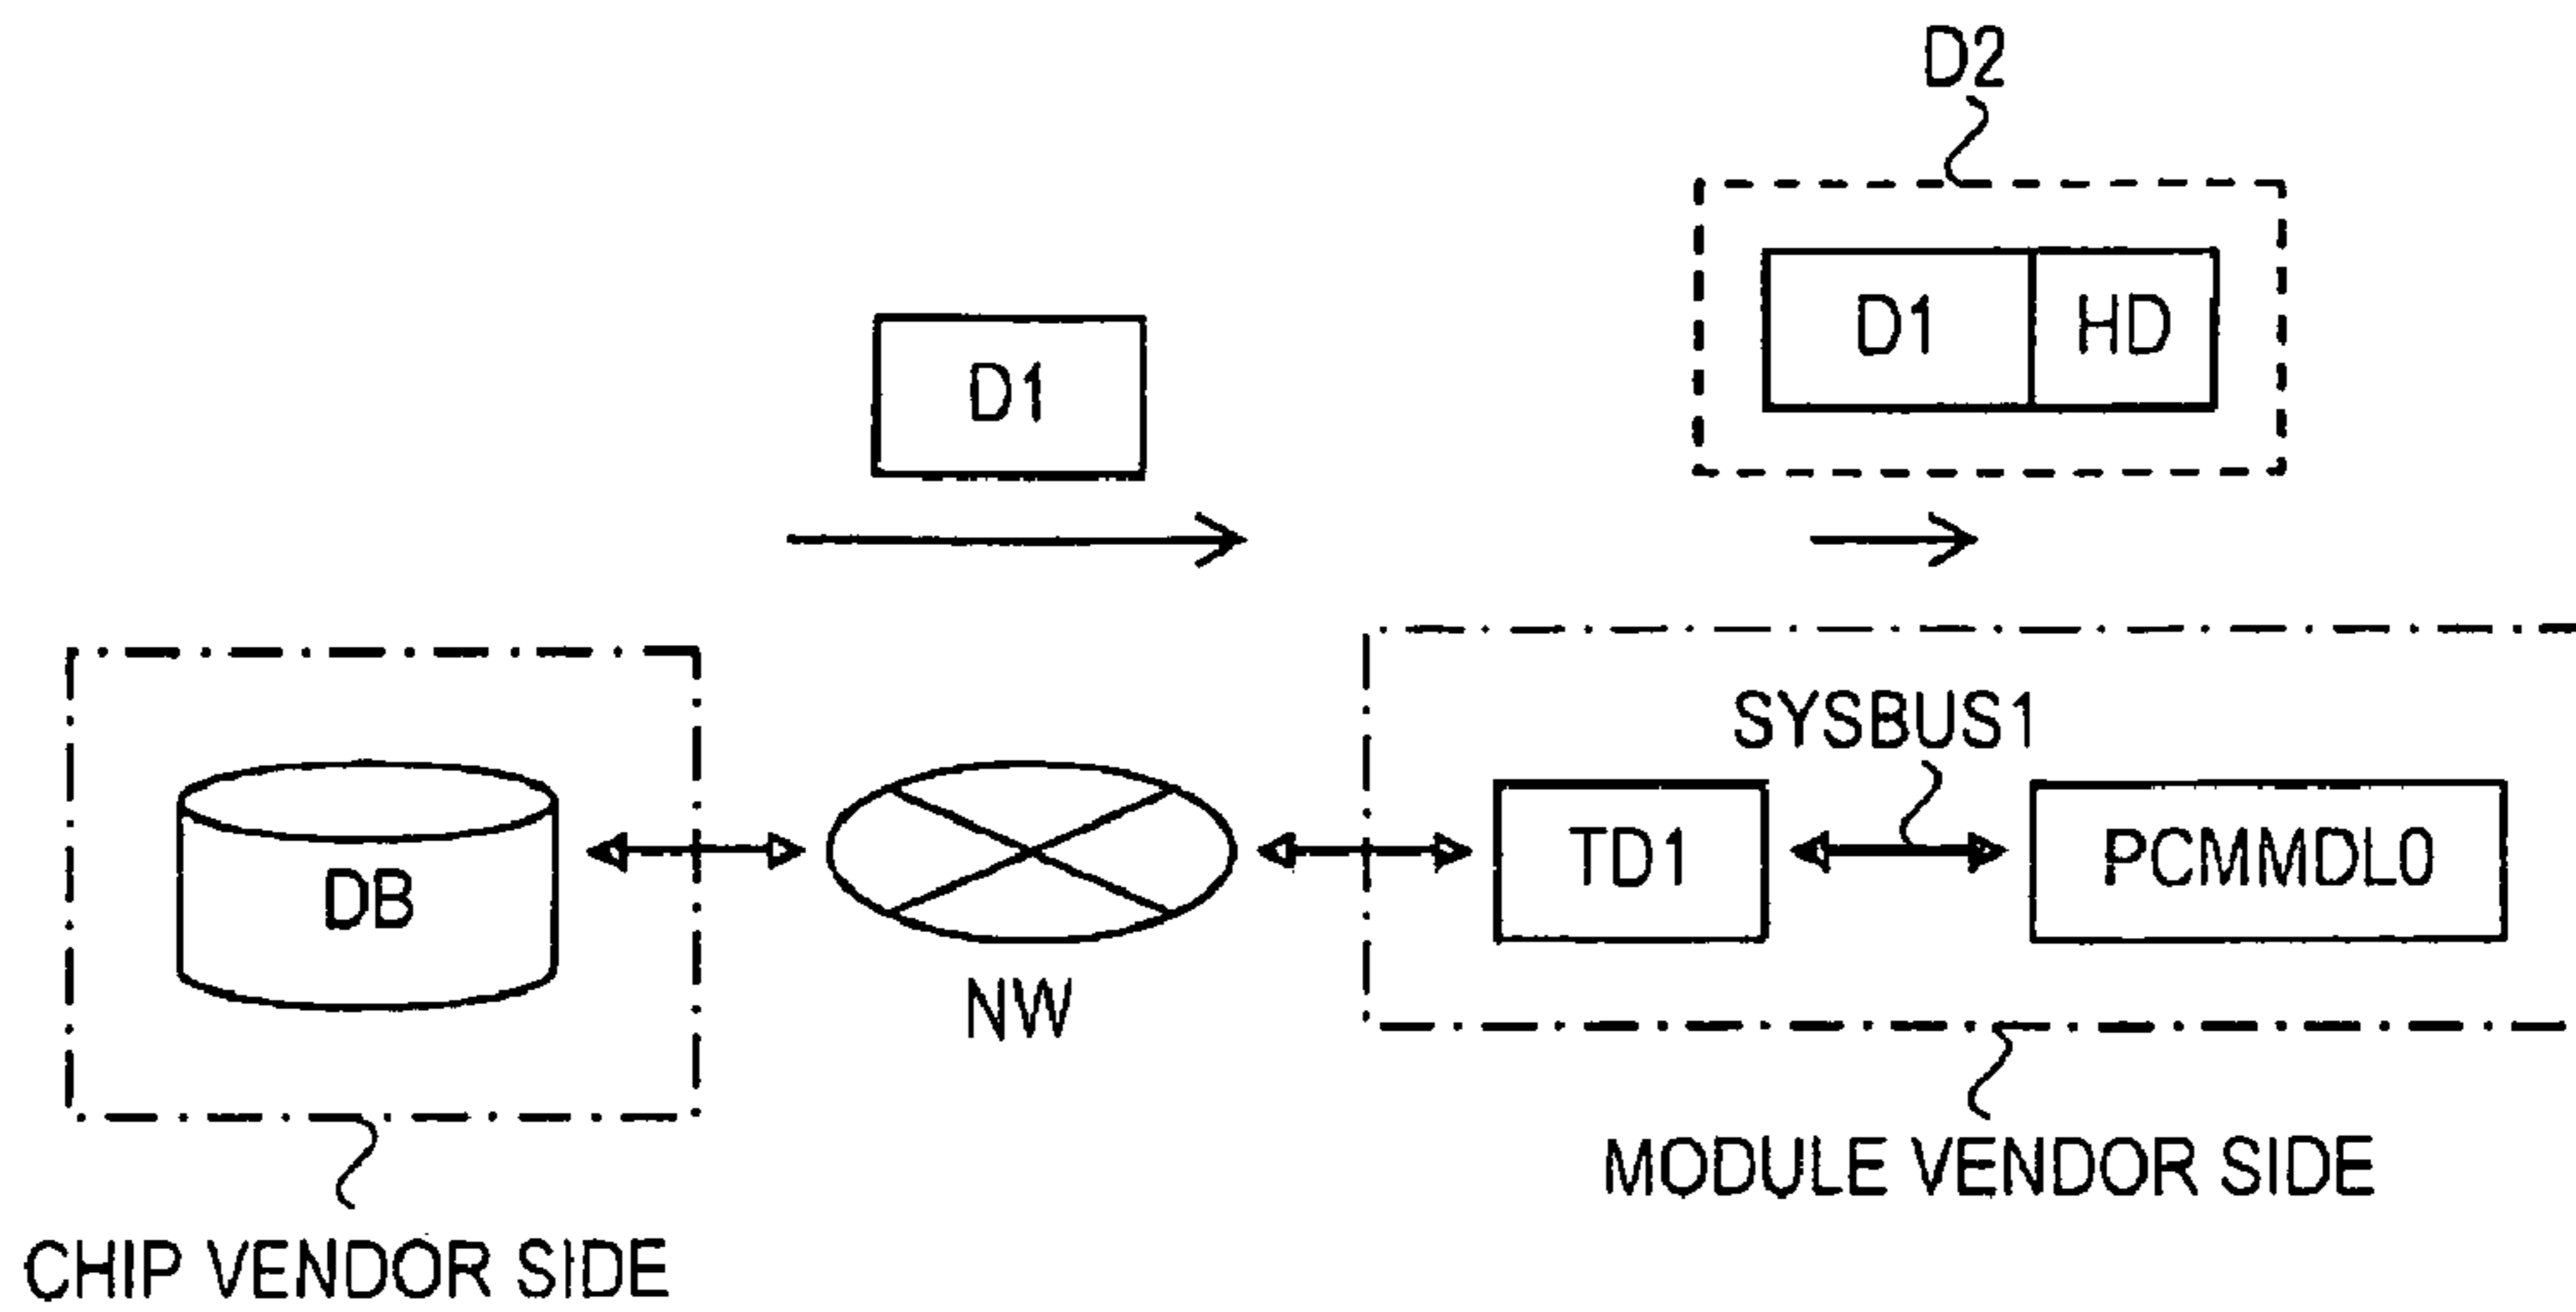 D2
D1 HD
D1
SYSBUS1
DB
TD1
PCMMDL0
NW
MODULE VENDOR SIDE
CHIP VENDOR SIDE